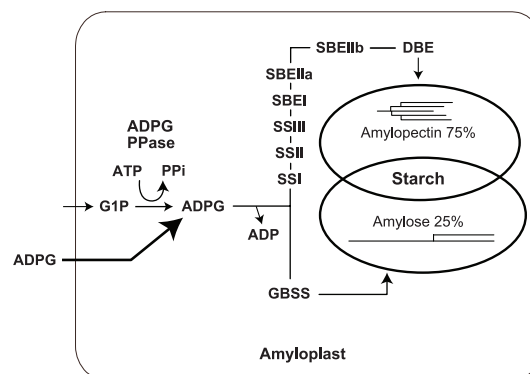 SBEIIb
DBE
SBEIIa
SBEI
SSIII
SSII
SSI
Amylopectin 75%
Starch
Amylose 25%
ADPG
PPase
ATP
PPi
G1P
ADPG
ADP
ADPG
GBSS
Amyloplast